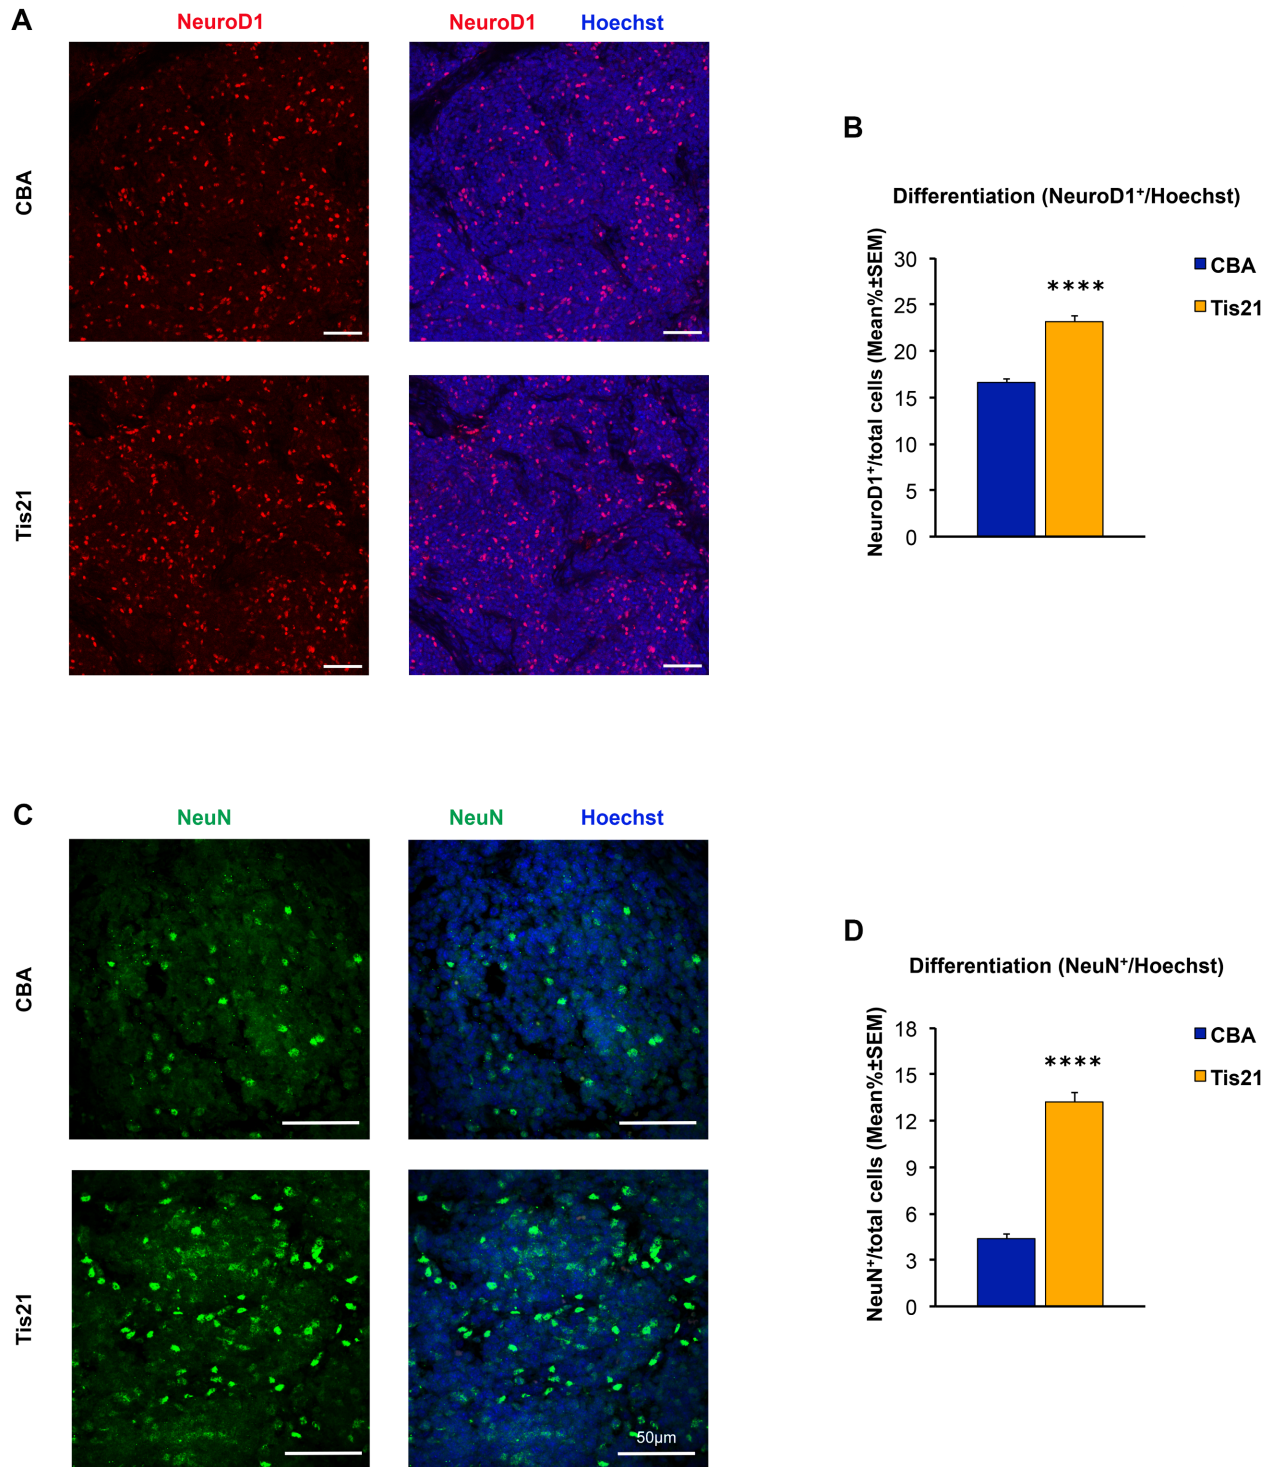 A
NeuroD1
NeuroD1 Hoechst
CBA
Tis21
B
Differentiation (NeuroD1+/Hoechst)
NeuroD1+/total cells (Mean%±SEM)
30
25
20
15
10
5
0
****
CBA
Tis21
C
NeuN
NeuN Hoechst
CBA
Tis21
50µm
D
Differentiation (NeuN+/Hoechst)
NeuN+/total cells (Mean%±SEM)
18
15
12
9
6
3
0
****
CBA
Tis21